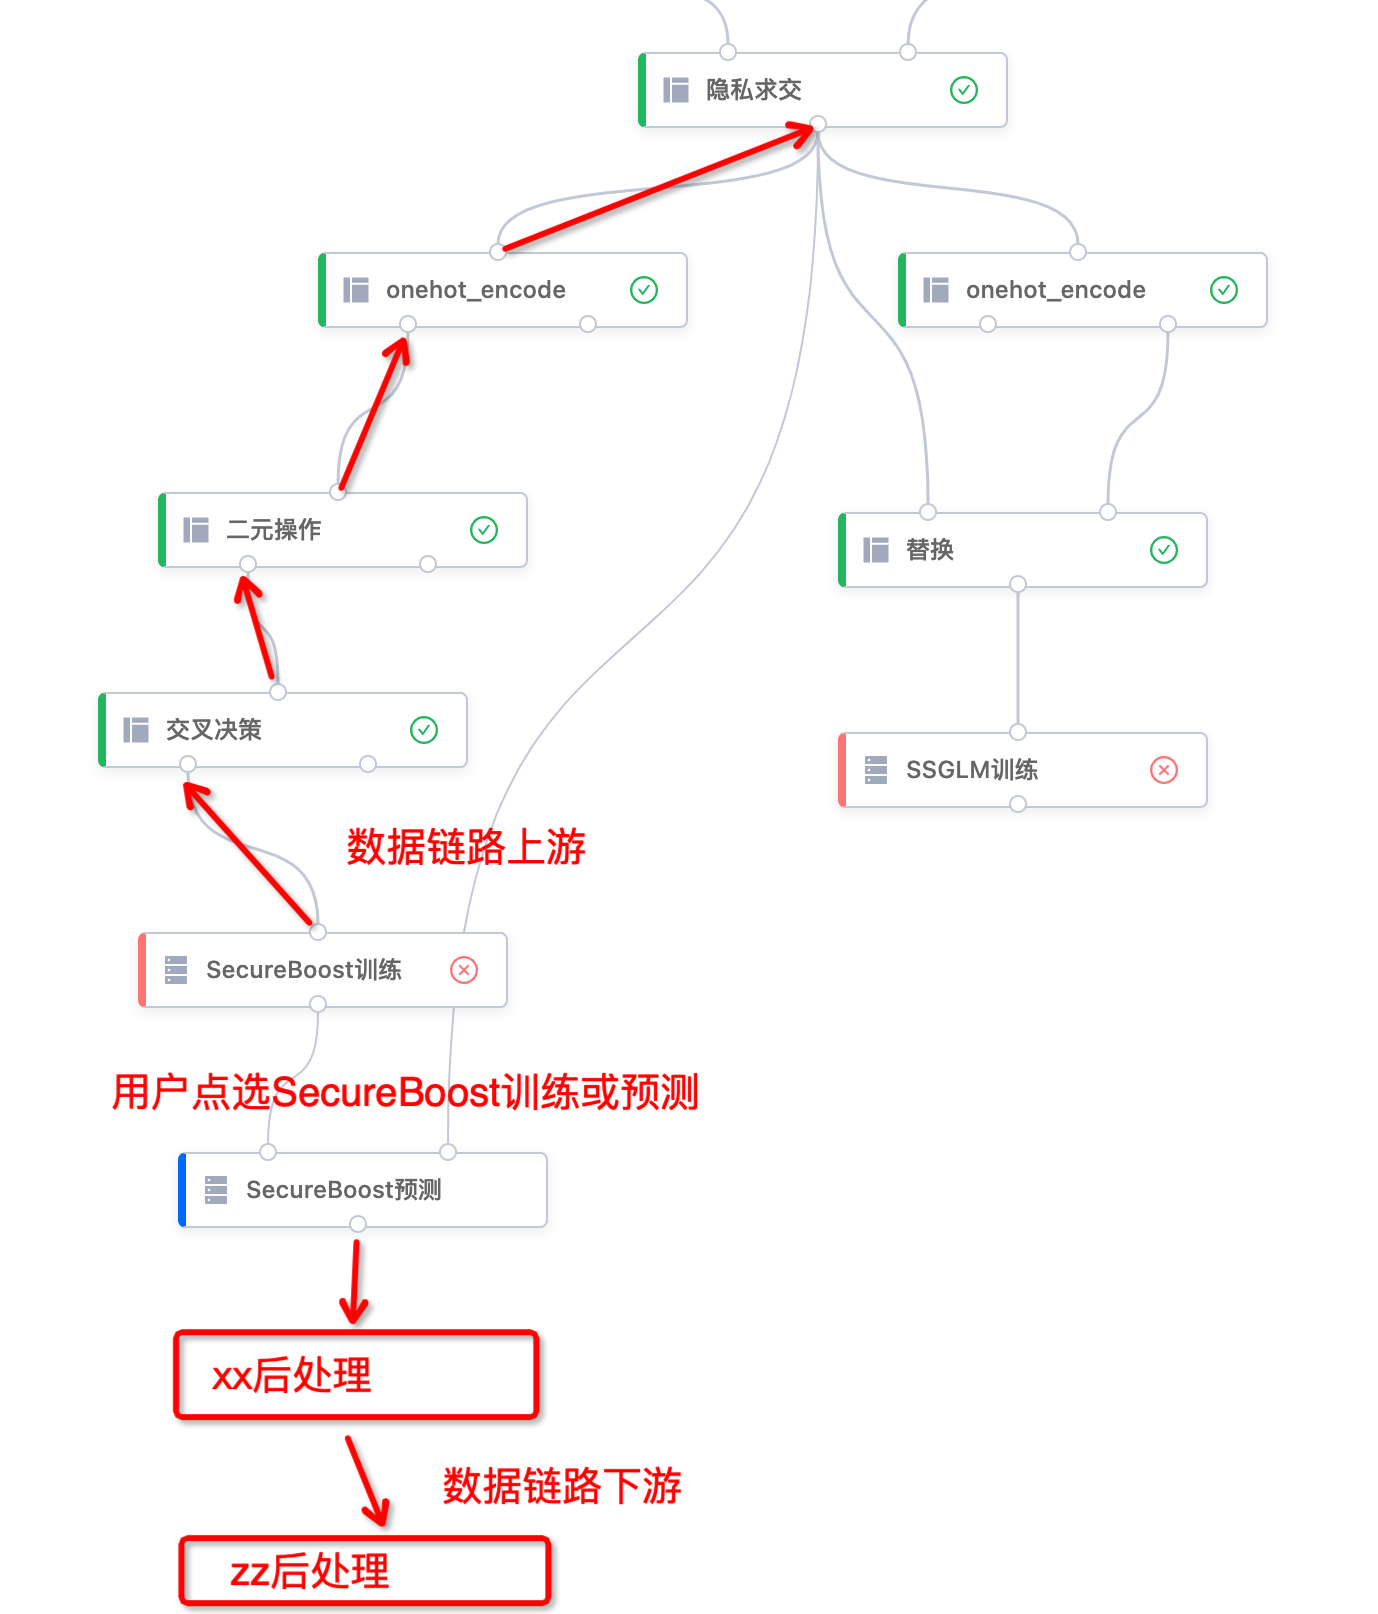 隐私求交
onehot_encode
onehot_encode
二元操作
替换
交叉决策
SSGLM训练
数据链路上游
SecureBoost训练
用户点选SecureBoost训练或预测
SecureBoost预测
xx后处理
数据链路下游
zz后处理